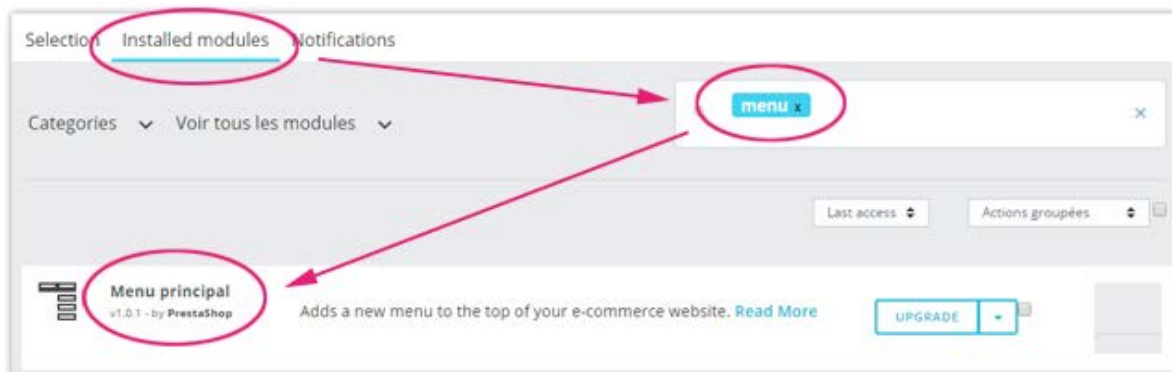 Selection Installed modules Notifications
menu x
×
Categories Voir tous les modules
Last access Actions groupées
Menu principal
v1.0.1 - by PrestaShop
Adds a new menu to the top of your e-commerce website. Read More
UPGRADE